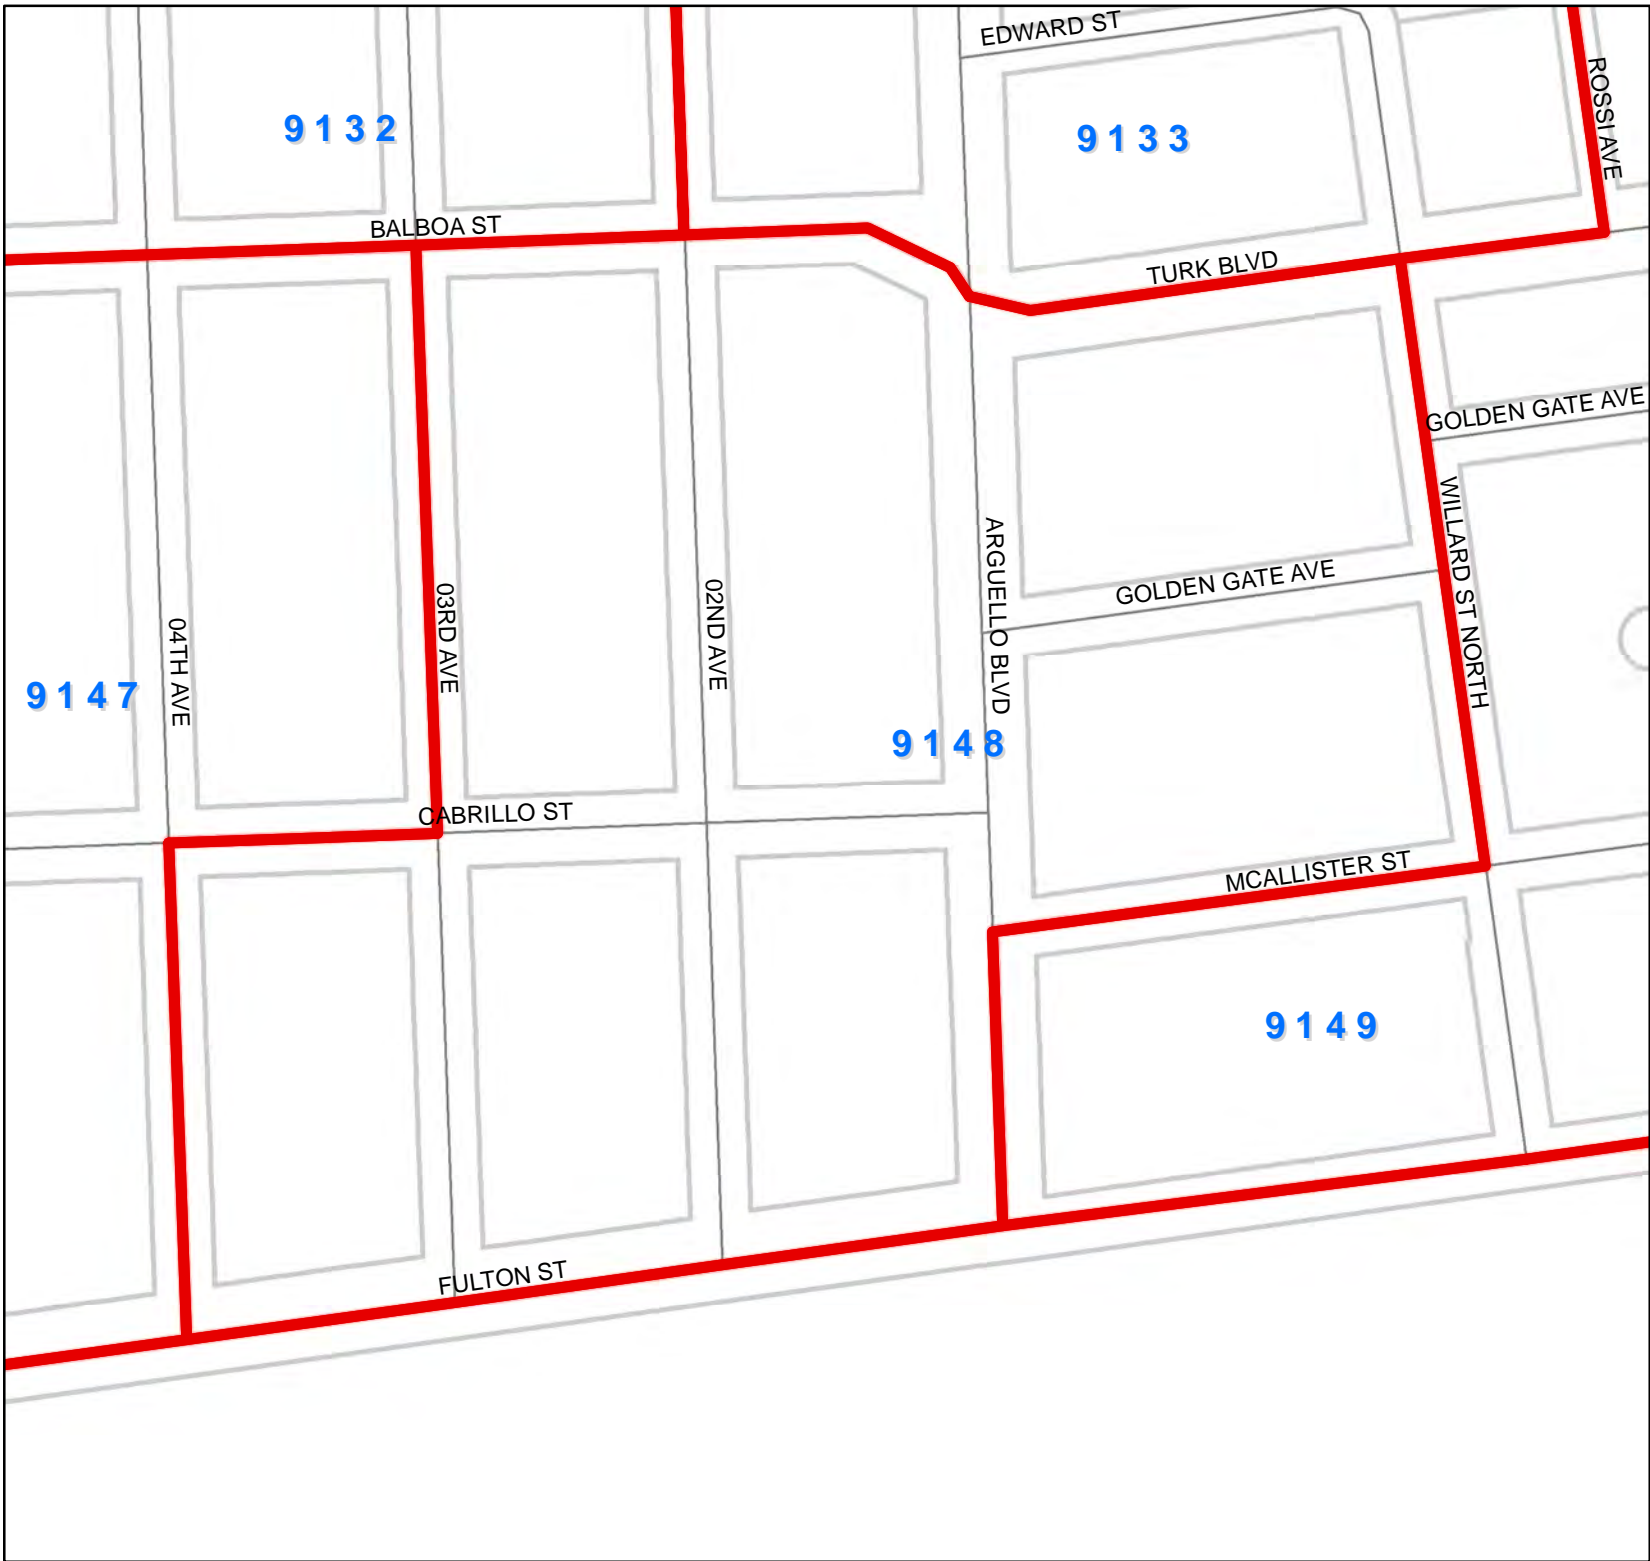 EDWARD ST
ROSSI AVE
9132
9133
BALBOA ST
TURK BLVD
GOLDEN GATE AVE
WILLARD ST NORTH
ARGUELLO BLVD
GOLDEN GATE AVE
02ND AVE
03RD AVE
04TH AVE
9147
9148
CABRILLO ST
MCALLISTER ST
9149
FULTON ST